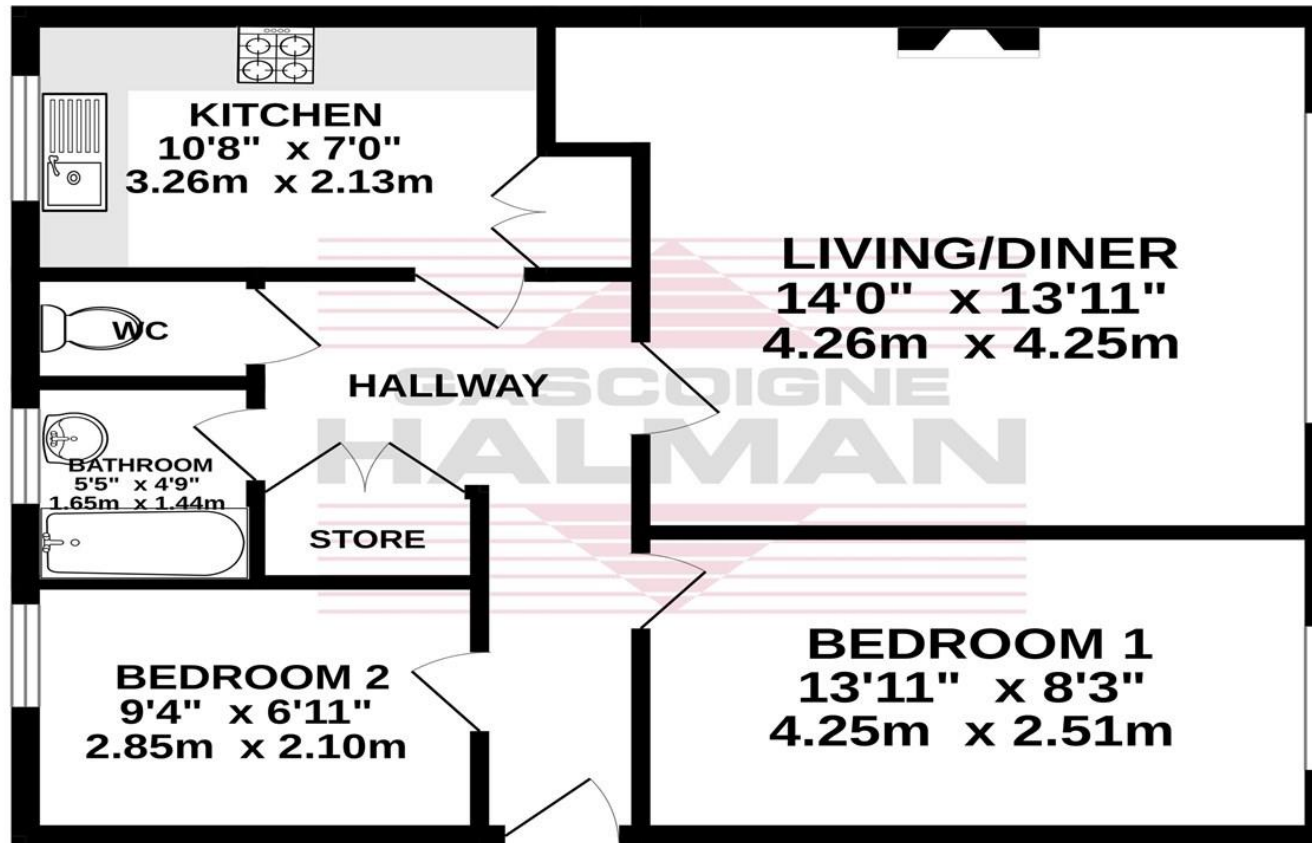 KITCHEN
10'8" x 7'0"
3.26m x 2.13m
LIVING/DINER
14'0" x 13'11"
4.26m x 4.25m
WC
HALLWAY
GASCOIGNE
HALMAN
BATHROOM
5'5" x 4'9"
1.65m x 1.44m
STORE
BEDROOM 2
9'4" x 6'11"
2.85m x 2.10m
BEDROOM 1
13'11" x 8'3"
4.25m x 2.51m